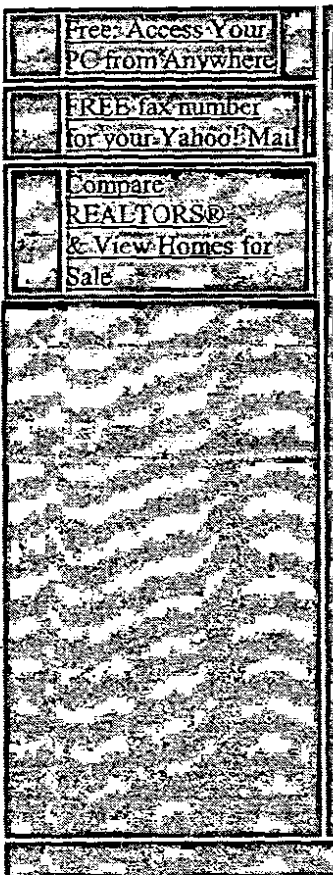 Free: Access Your
PC from Anywhere
FREE fax number
for your Yahoo! Mail
Compare
REALTORS®
& View Homes for
Sale